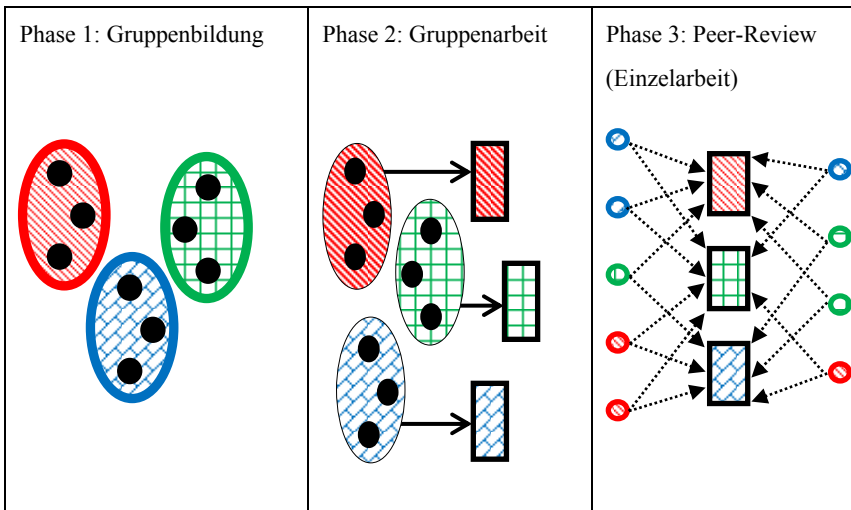 Phase 1: Gruppenbildung
Phase 2: Gruppenarbeit
Phase 3: Peer-Review
(Einzelarbeit)